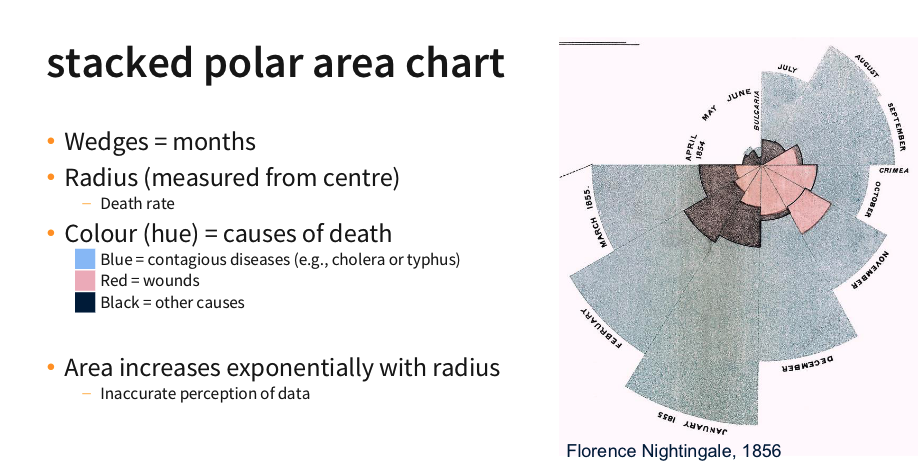 stacked polar area chart
• Wedges = months
• Radius (measured from centre)
– Death rate
• Colour (hue) = causes of death
Blue = contagious diseases (e.g., cholera or typhus)
Red = wounds
Black = other causes
• Area increases exponentially with radius
– Inaccurate perception of data
APRIL
1854
MAY
JUNE
BULGARIA
JULY
AUGUST
SEPTEMBER
CRIMEA
OCTOBER
NOVEMBER
DECEMBER
JANUARY 1855
FEBRUARY
MARCH 1855.
Florence Nightingale, 1856